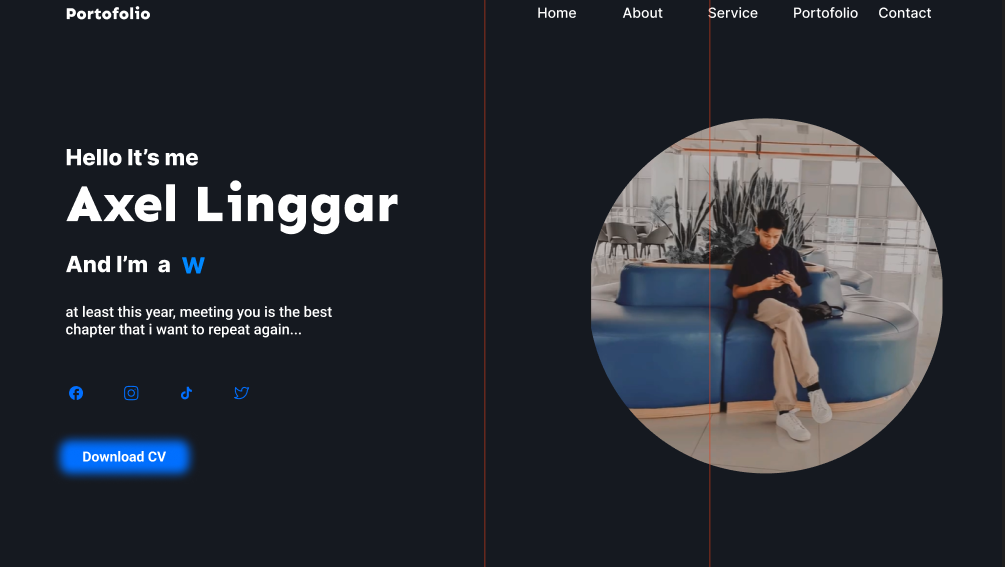 Portofolio
Home About Service Portofolio Contact
Hello It’s me
Axel Linggar
And I’m a W
at least this year, meeting you is the best
chapter that i want to repeat again...
Download CV